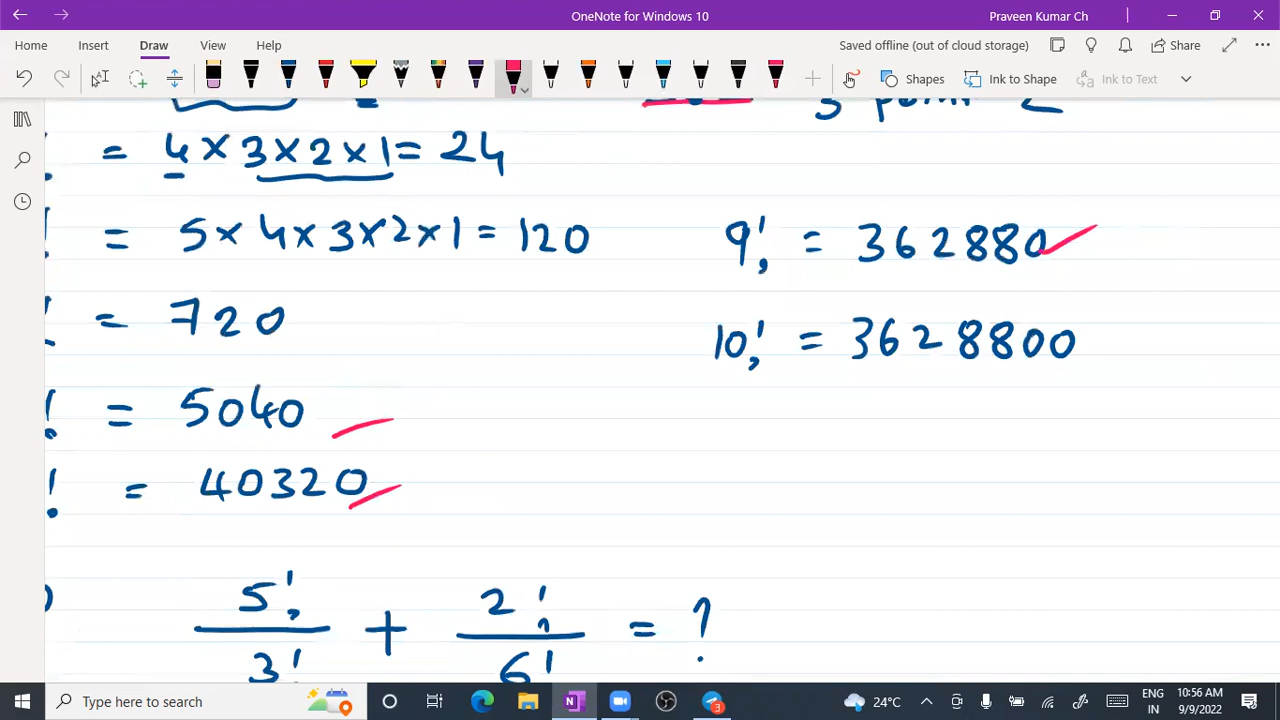 OneNote for Windows 10
Praveen Kumar Ch
Home Insert Draw View Help
Saved offline (out of cloud storage)
Share
Shapes
Ink to Shape
Ink to Text
= 4 × 3 × 2 × 1 = 24
! = 5 × 4 × 3 × 2 × 1 = 120
! = 720
! = 5040
! = 40320
9! = 362880
10! = 3628800
5!/3! + 2!/6! = ?
Type here to search
3
24°C
ENG
IN
10:56 AM
9/9/2022